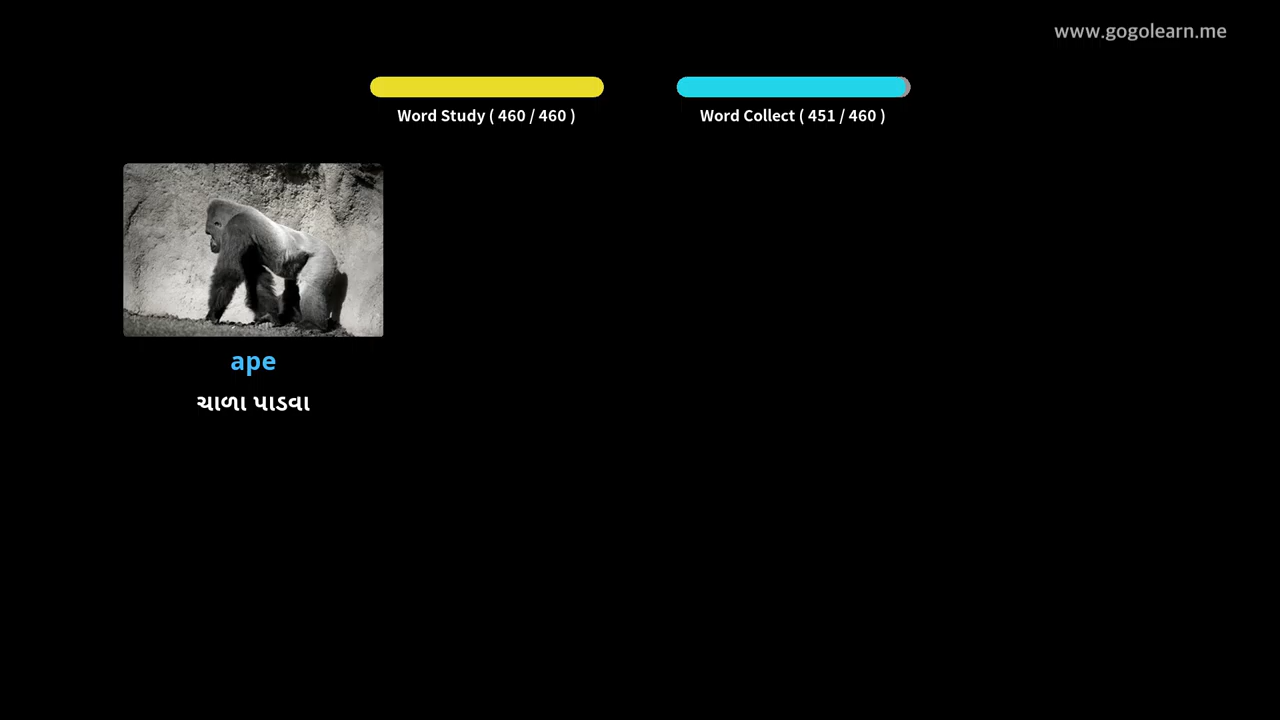 www.gogolearn.me
Word Study ( 460 / 460 )
Word Collect ( 451 / 460 )
ape
ચાળા પાડવા